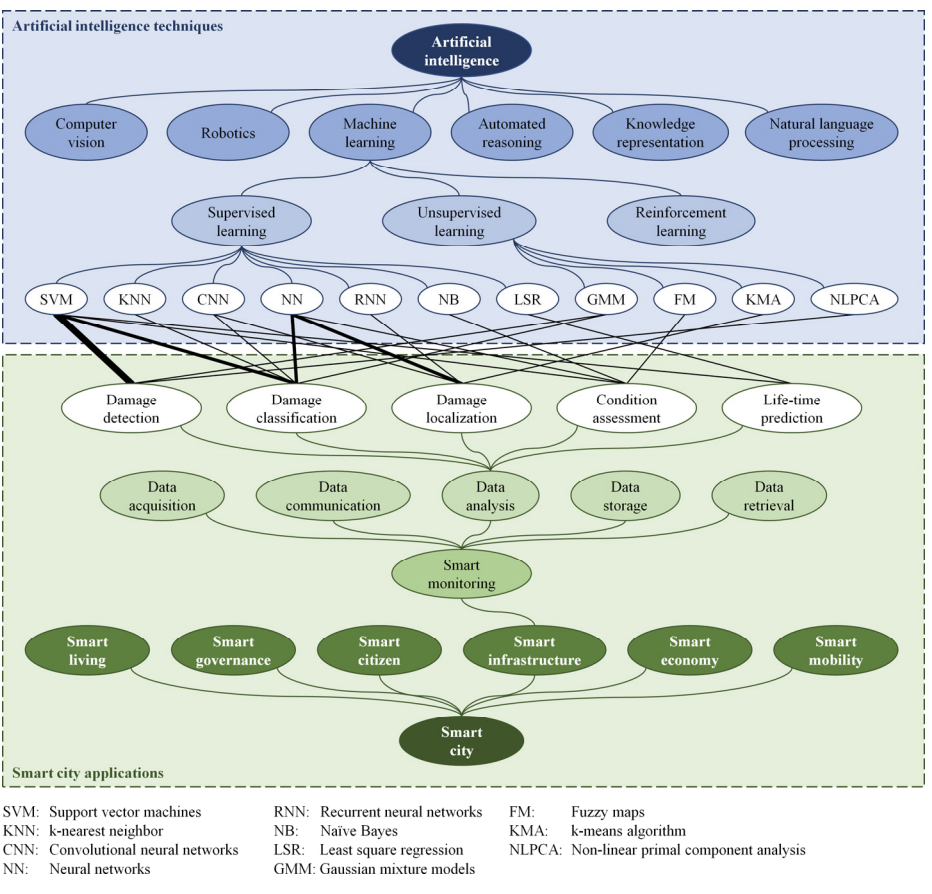 Artificial intelligence techniques
Artificial
intelligence
Computer
vision
Robotics
Machine
learning
Automated
reasoning
Knowledge
representation
Natural language
processing
Supervised
learning
Unsupervised
learning
Reinforcement
learning
SVM
KNN
CNN
NN
RNN
NB
LSR
GMM
FM
KMA
NLPCA
Damage
detection
Damage
classification
Damage
localization
Condition
assessment
Life-time
prediction
Data
acquisition
Data
communication
Data
analysis
Data
storage
Data
retrieval
Smart
monitoring
Smart
living
Smart
governance
Smart
citizen
Smart
infrastructure
Smart
economy
Smart
mobility
Smart
city
Smart city applications
SVM: Support vector machines
KNN: k-nearest neighbor
CNN: Convolutional neural networks
NN: Neural networks
RNN: Recurrent neural networks
NB: Naïve Bayes
LSR: Least square regression
GMM: Gaussian mixture models
FM: Fuzzy maps
KMA: k-means algorithm
NLPCA: Non-linear primal component analysis